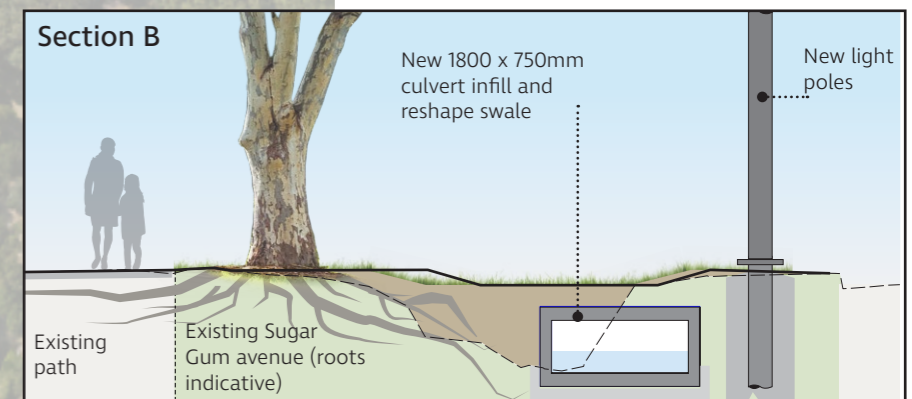 Section B
New 1800 x 750mm
culvert infill and
reshape swale
New light
poles
Existing
path
Existing Sugar
Gum avenue (roots
indicative)